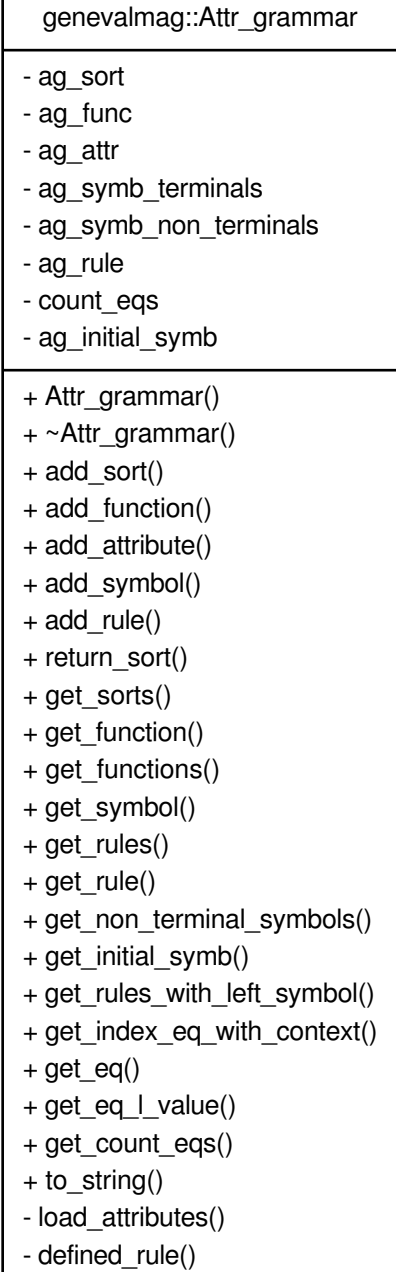 genevalmag::Attr_grammar
- ag_sort
- ag_func
- ag_attr
- ag_symb_terminals
- ag_symb_non_terminals
- ag_rule
- count_eqs
- ag_initial_symb
+ Attr_grammar()
+ ~Attr_grammar()
+ add_sort()
+ add_function()
+ add_attribute()
+ add_symbol()
+ add_rule()
+ return_sort()
+ get_sorts()
+ get_function()
+ get_functions()
+ get_symbol()
+ get_rules()
+ get_rule()
+ get_non_terminal_symbols()
+ get_initial_symb()
+ get_rules_with_left_symbol()
+ get_index_eq_with_context()
+ get_eq()
+ get_eq_l_value()
+ get_count_eqs()
+ to_string()
- load_attributes()
- defined_rule()